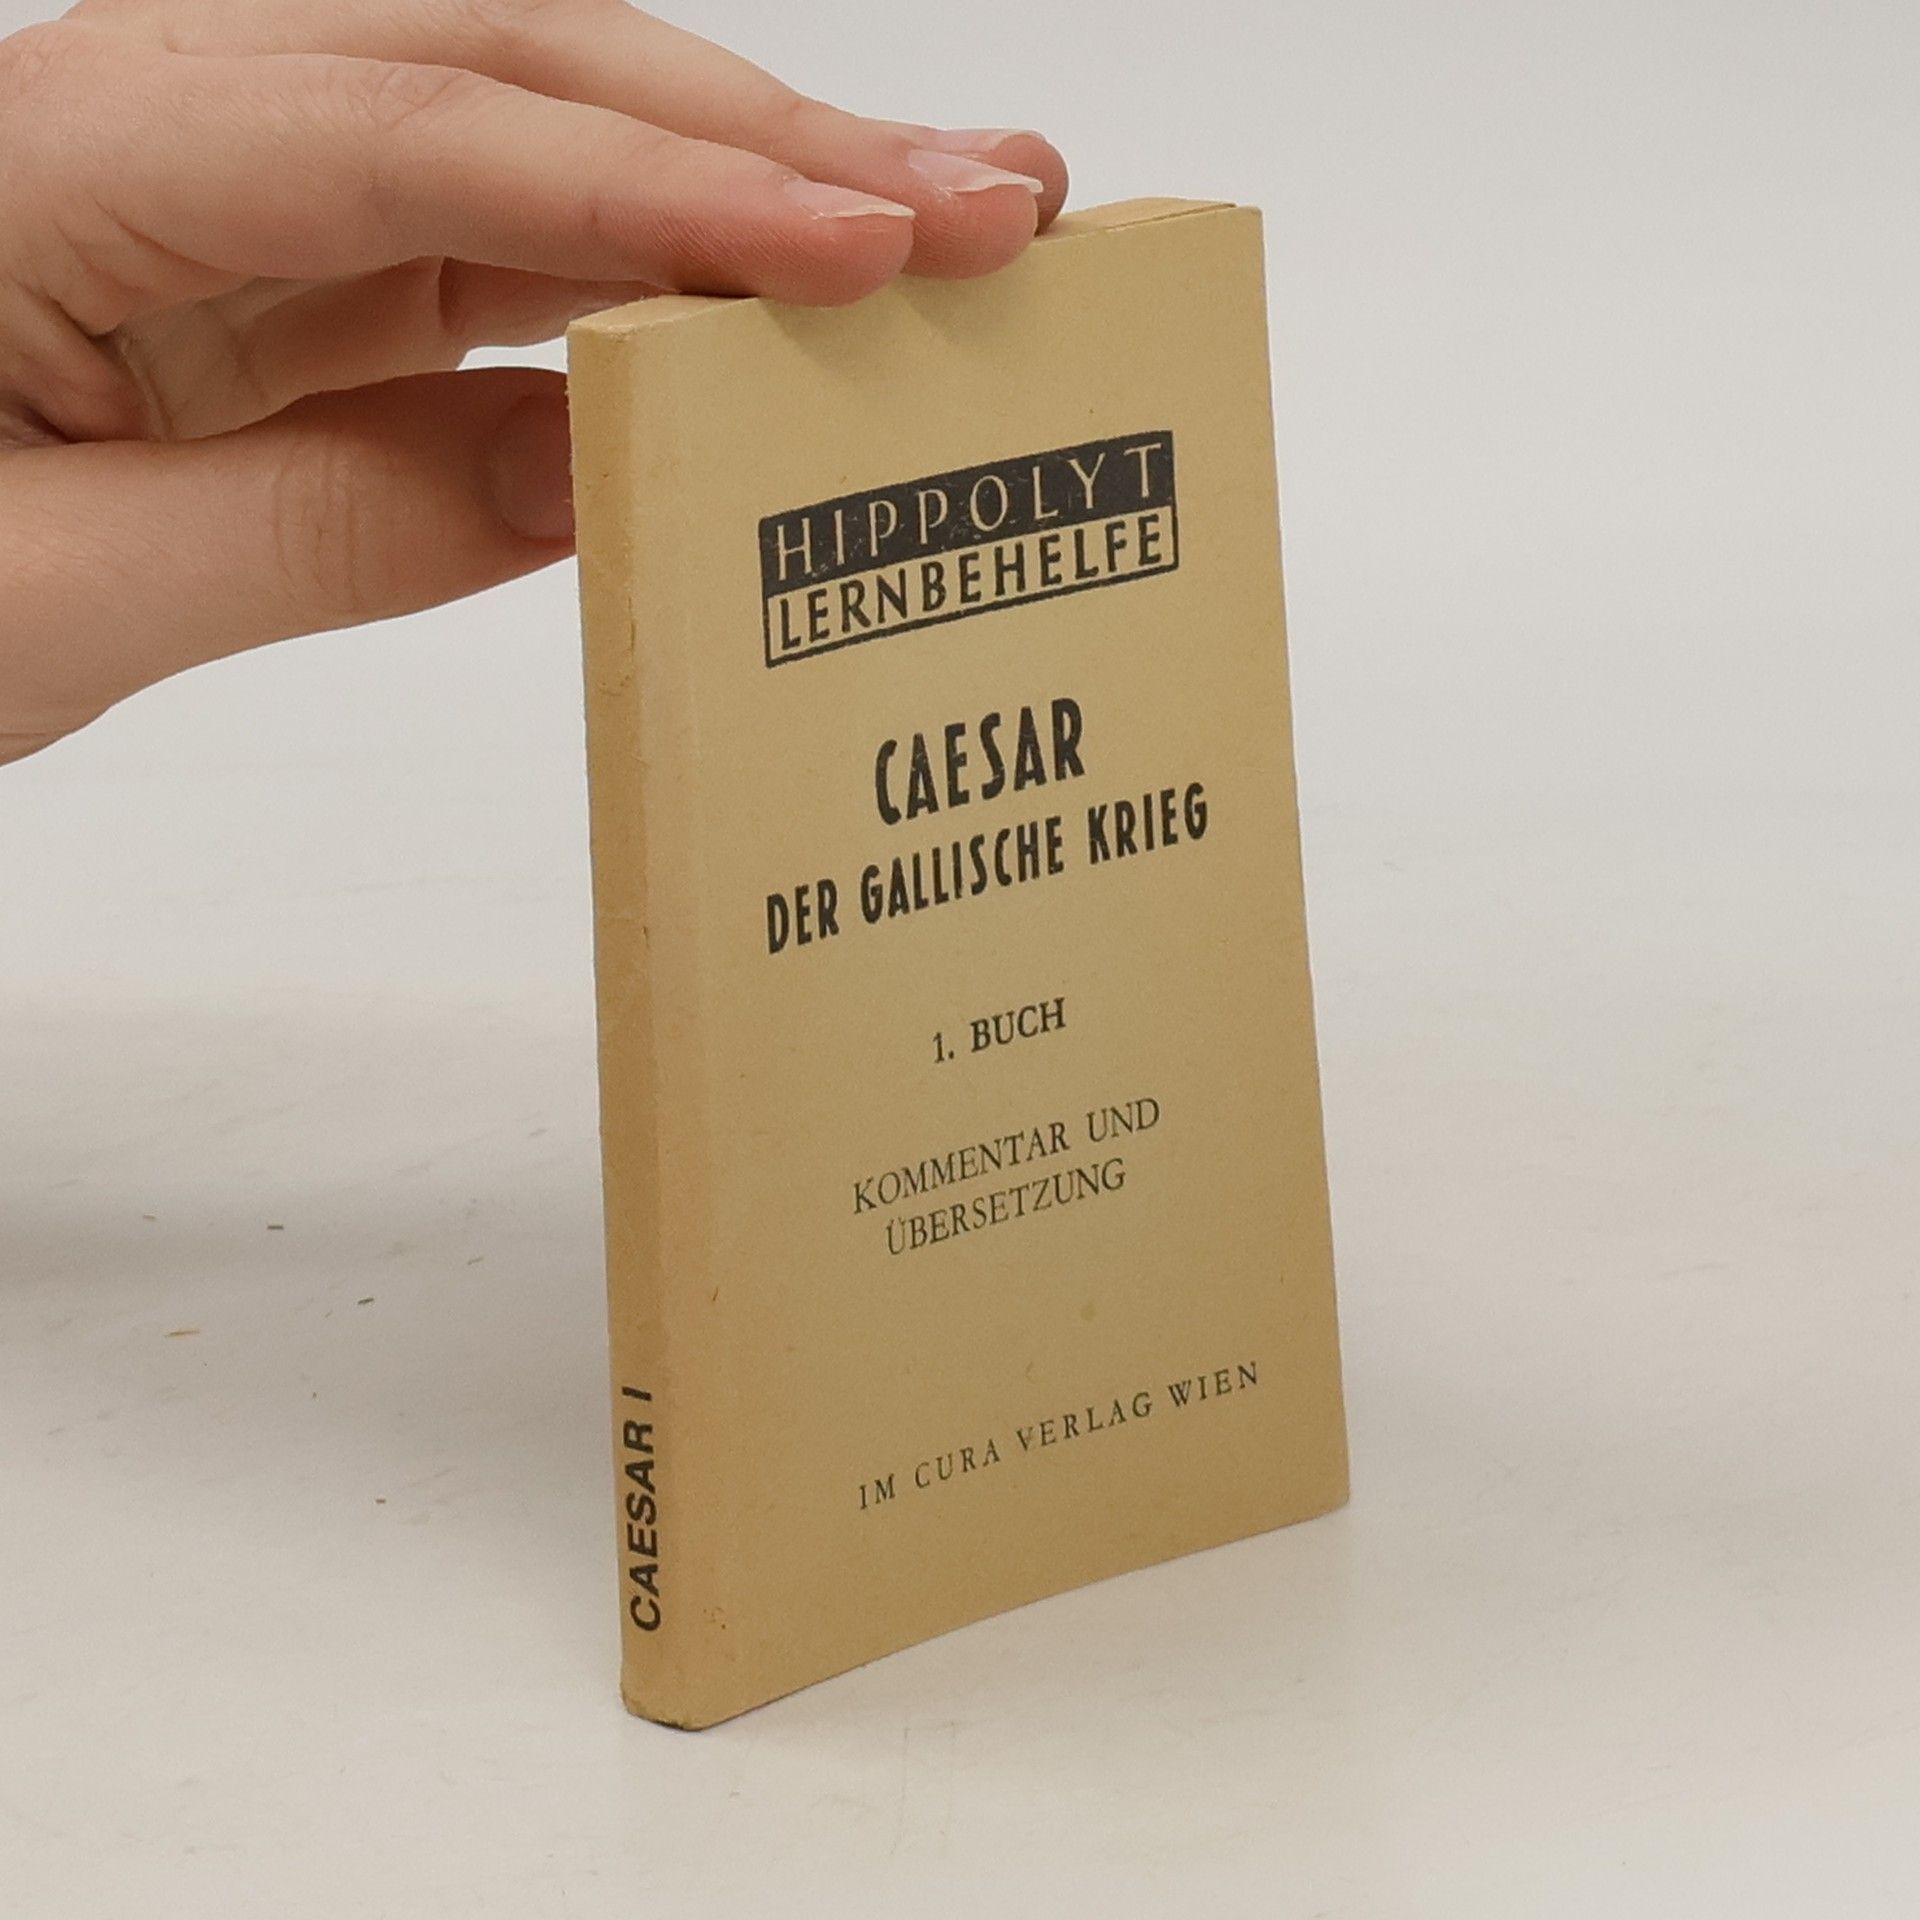 HIPPOLYT
LERNBEHELFE
CAESAR
DER GALLISCHE KRIEG
1. BUCH
KOMMENTAR UND
ÜBERSETZUNG
IM CURA VERLAG WIEN
CAESAR I